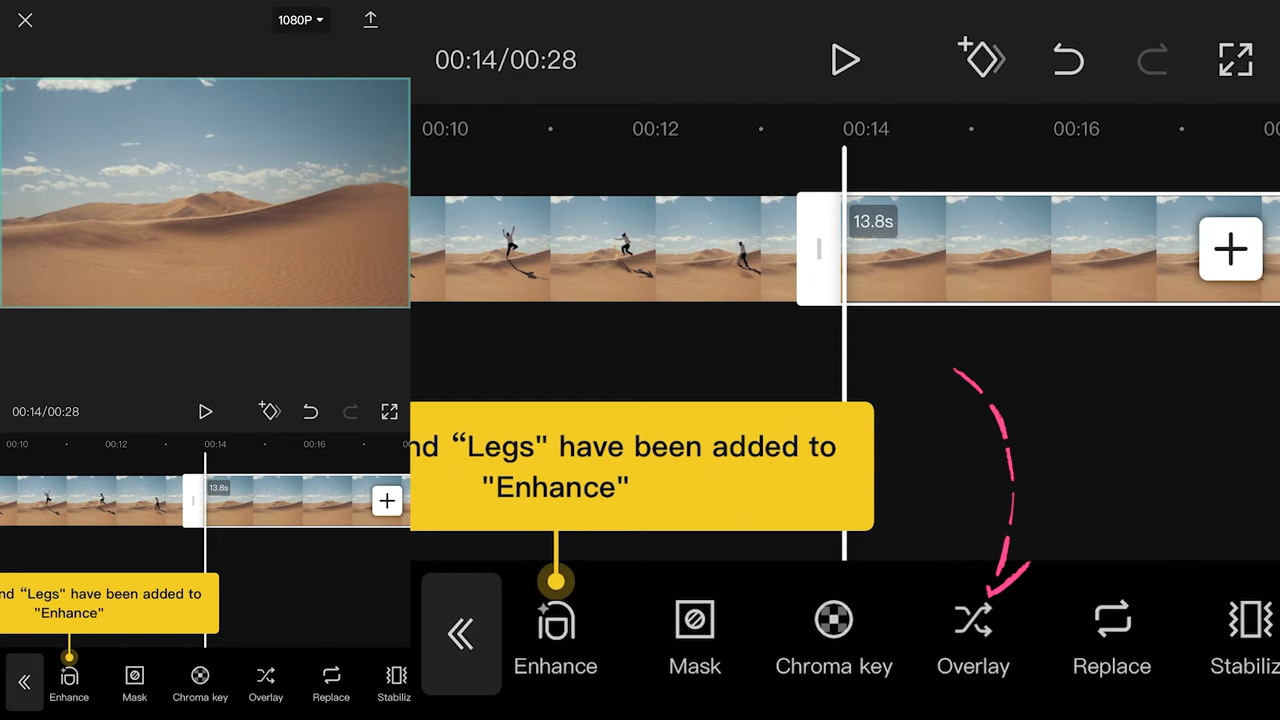 1080P
00:14/00:28
00:10
00:12
00:14
00:16
13.8s
nd “Legs" have been added to
"Enhance"
Enhance
Mask
Chroma key
Overlay
Replace
Stabiliz
00:14/00:28
00:10
00:12
00:14
00:16
13.8s
nd “Legs" have been added to
"Enhance"
Enhance
Mask
Chroma key
Overlay
Replace
Stabiliz